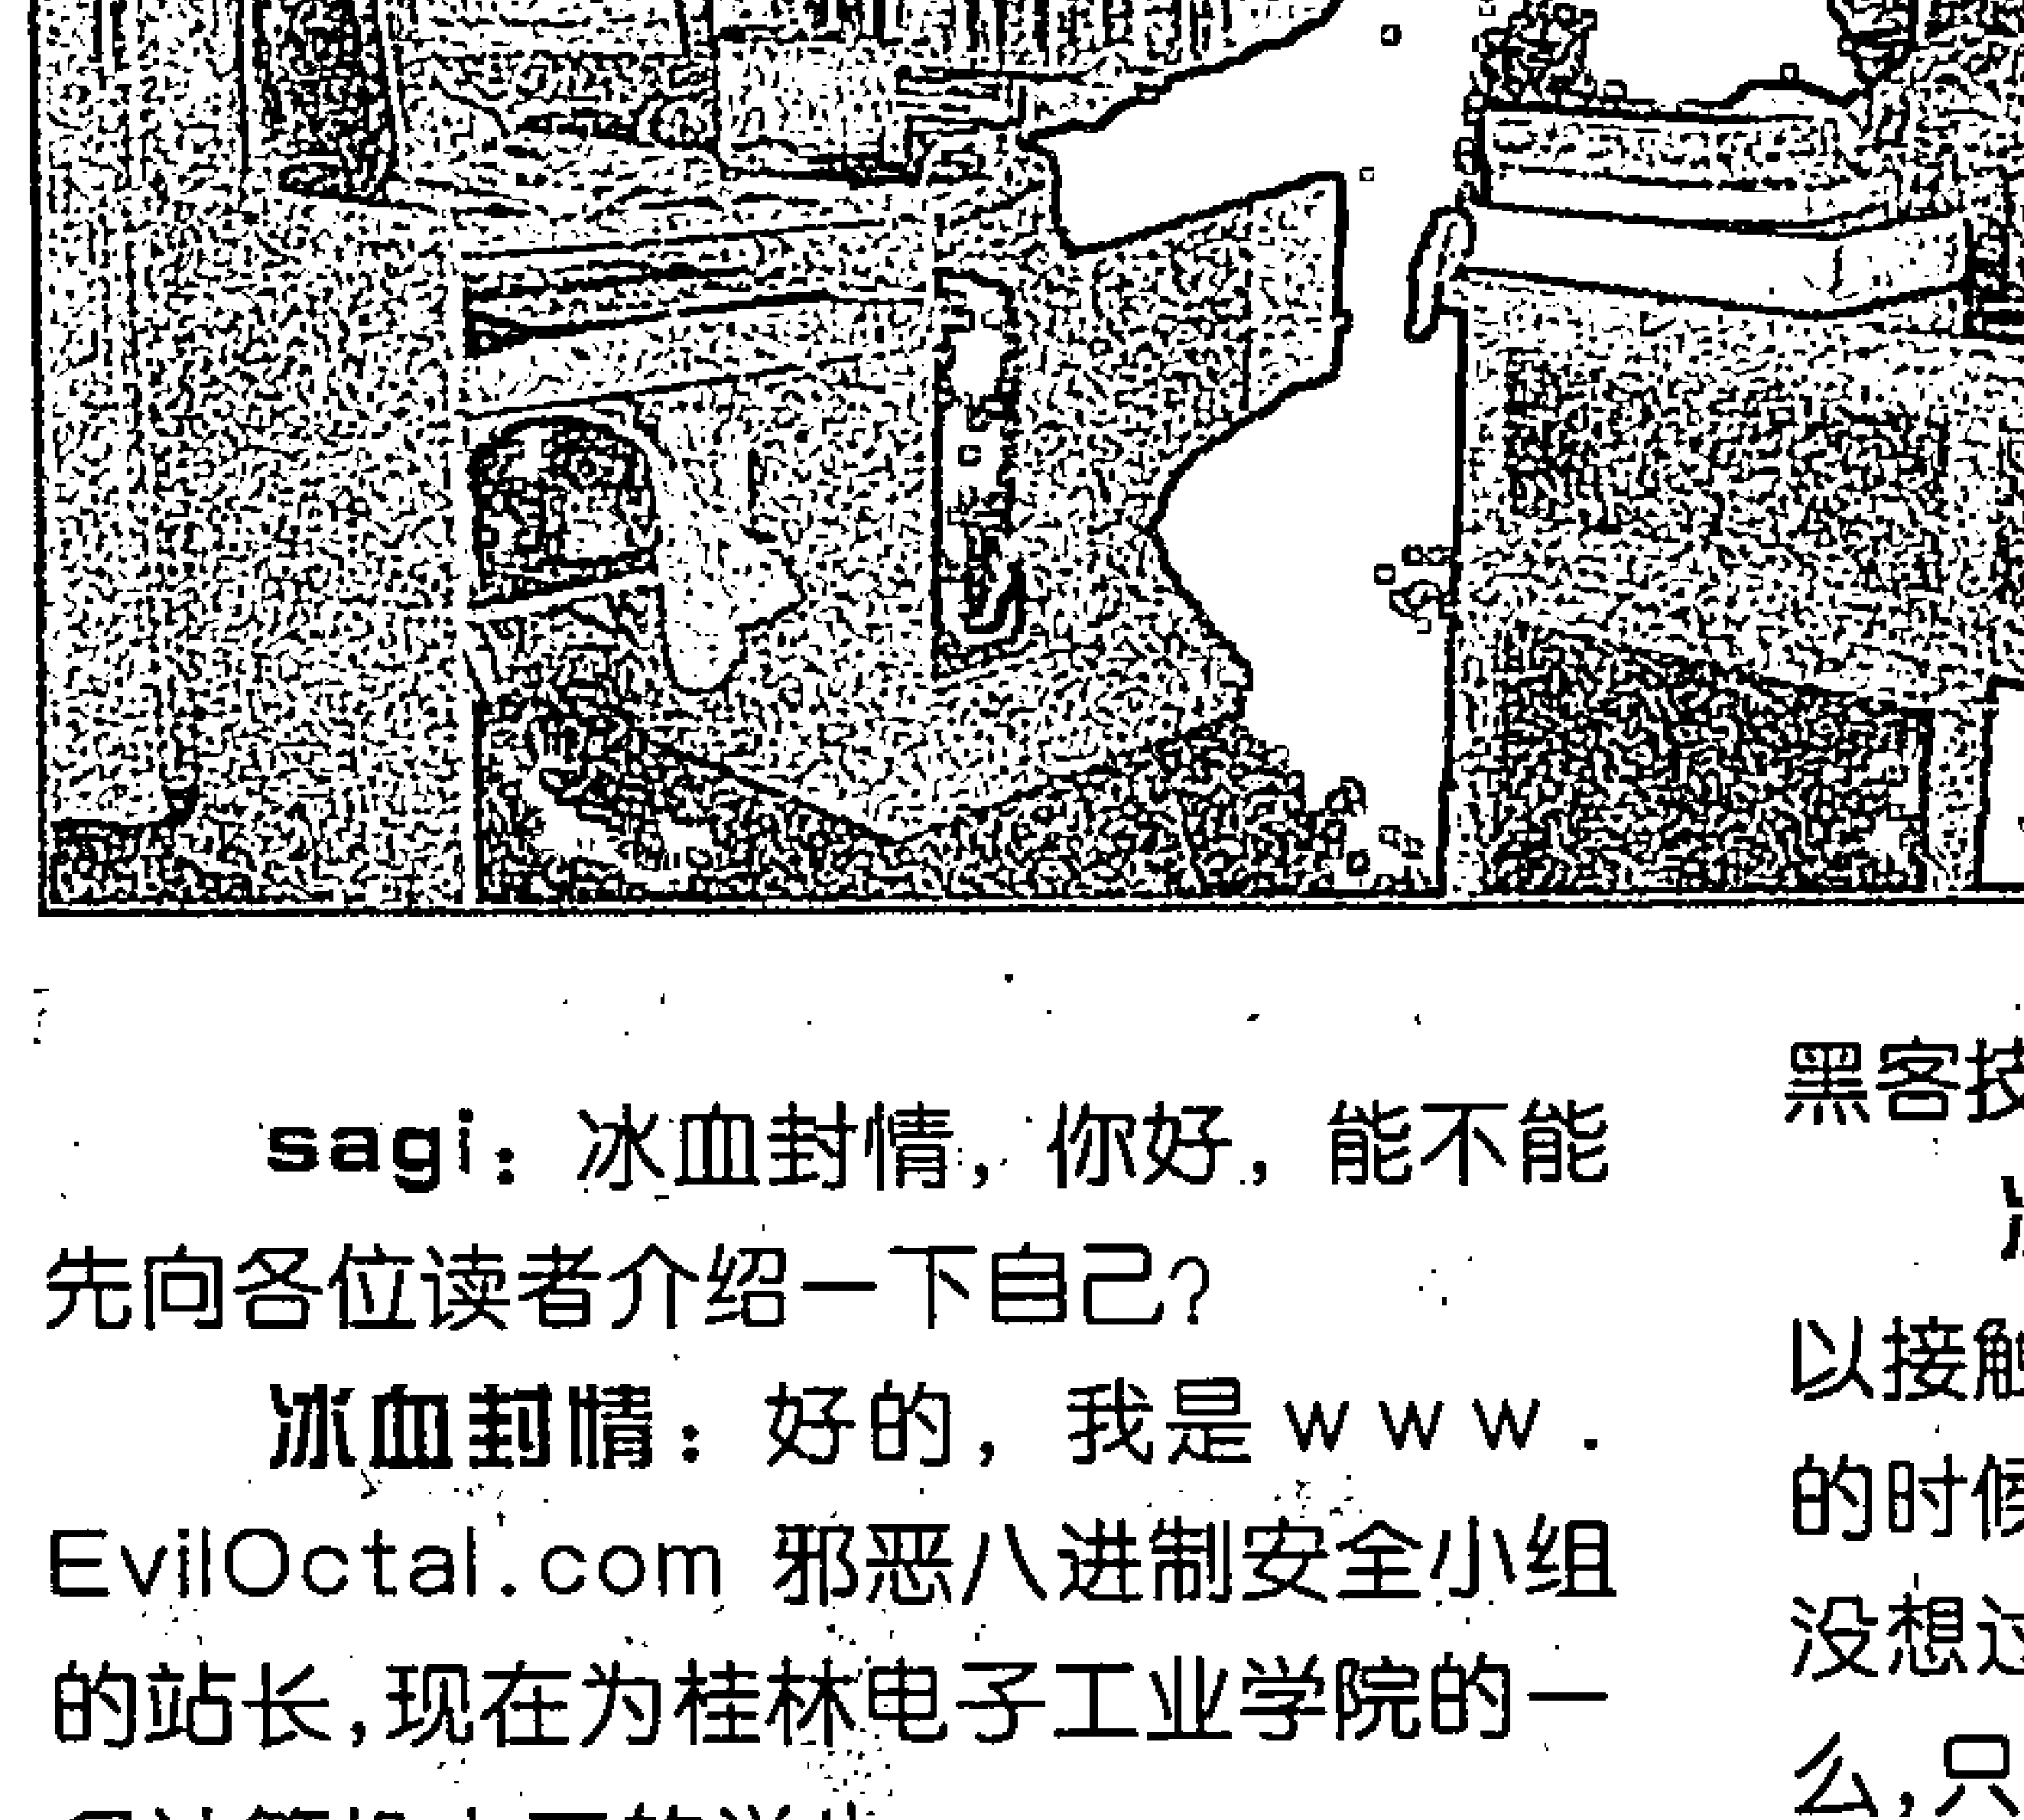 sagi：冰血封情，你好，能不能
先向各位读者介绍一下自己？
冰血封情：好的，我是www.
EvilOctal.com 邪恶八进制安全小组
的站长，现在为桂林电子工业学院的一
黑客技
以接触
的时候
没想过
么，只